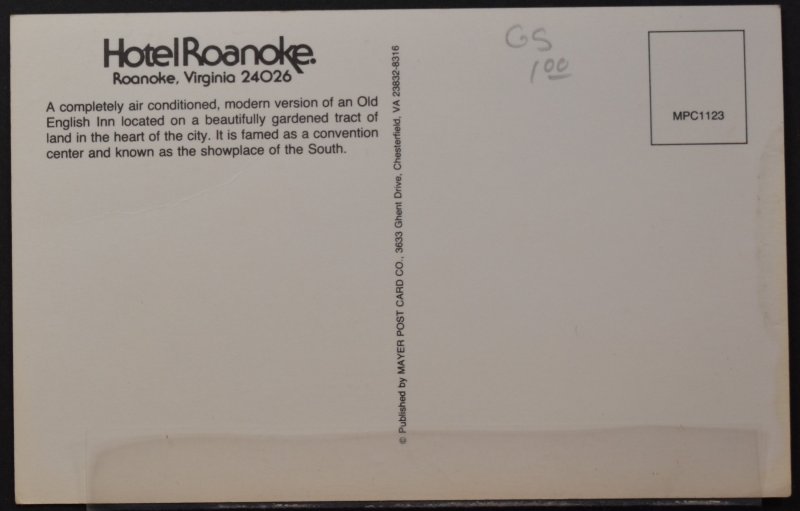 Hotel Roanoke.
Roanoke, Virginia 24026
A completely air conditioned, modern version of an Old
English Inn located on a beautifully gardened tract of
land in the heart of the city. It is famed as a convention
center and known as the showplace of the South.
© Published by MAYER POST CARD CO., 3633 Ghent Drive, Chesterfield, VA 23832-8316
GS
1.00
MPC1123